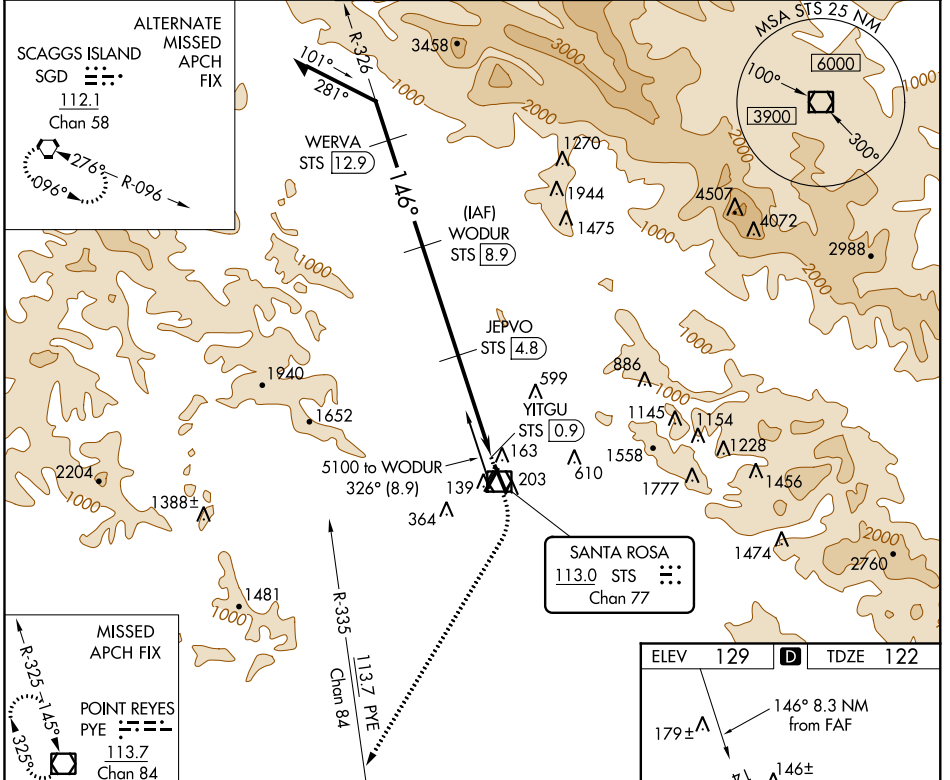 ALTERNATE
MISSED
APCH
FIX
SCAGGS ISLAND
SGD
112.1
Chan 58
276°
096°
R-096
R-326
101°
281°
WERVA
STS 12.9
146°
(IAF)
WODUR
STS 8.9
JEPVO
STS 4.8
YITGU
STS 0.9
5100 to WODUR
326° (8.9)
MSA STS 25 NM
6000
100°
3900
300°
3458
3000
1000
2000
1000
2000
1270
1944
1475
1000
4507
4072
2988
2000
1000
1000
1940
1652
2204
1000
1388±
1481
1000
599
886
1000
1145
1154
1228
1558
1456
1777
610
163
203
139
364
1474
2000
2760
SANTA ROSA
113.0 STS
Chan 77
R-335
113.7 PYE
Chan 84
MISSED
APCH FIX
R-325
145°
325°
POINT REYES
PYE
113.7
Chan 84
ELEV 129 D TDZE 122
146° 8.3 NM
from FAF
179±
146±